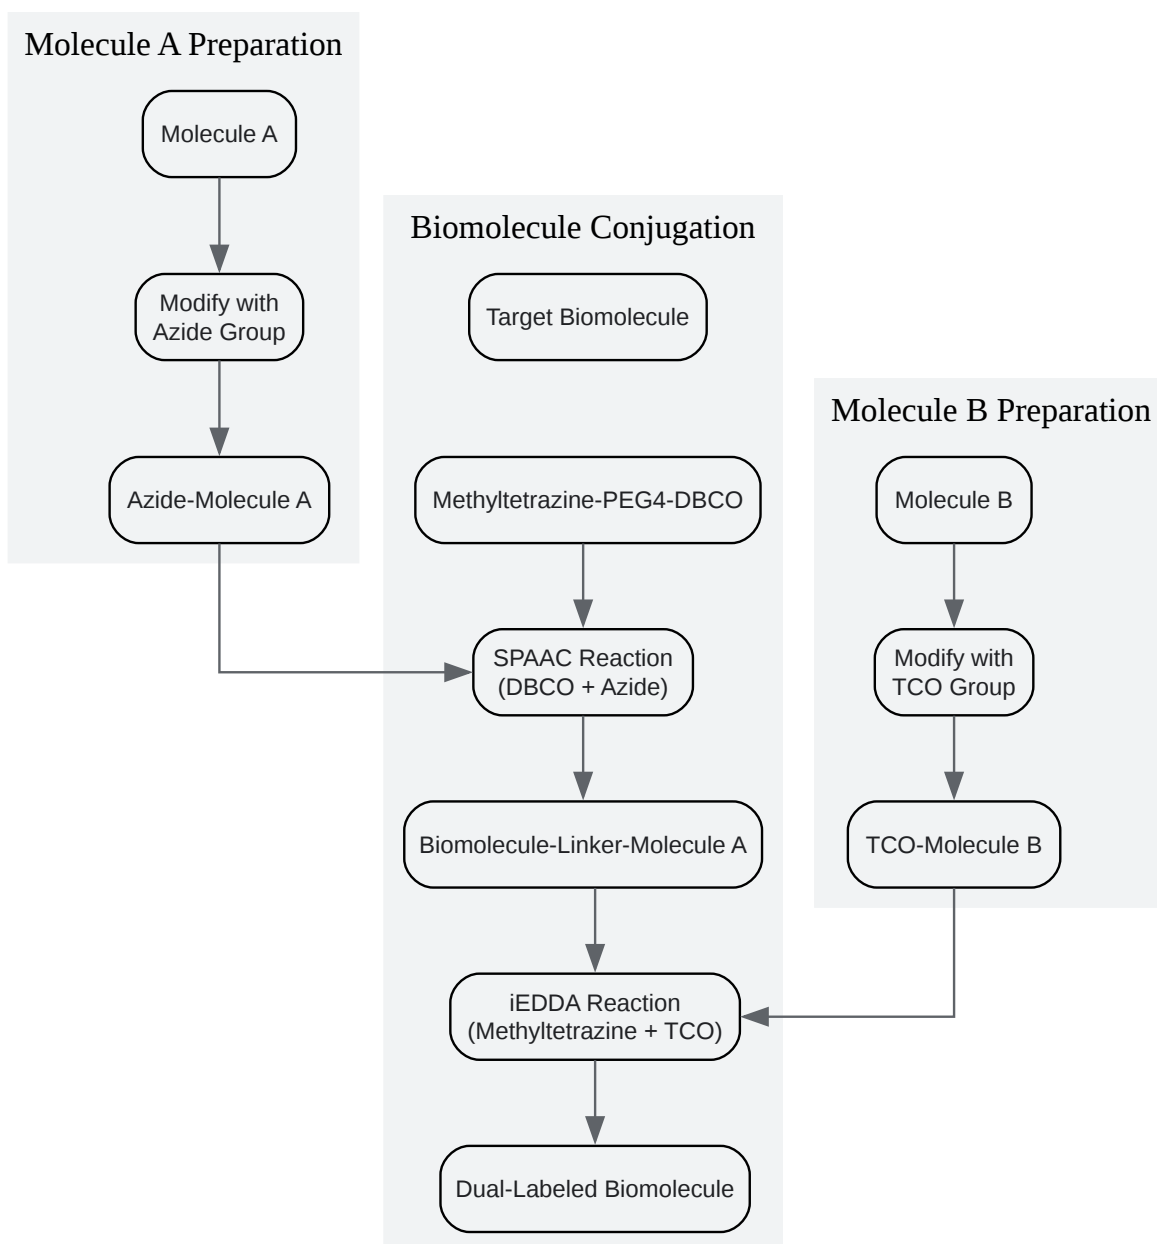 Molecule A Preparation
Molecule A
Modify with
Azide Group
Azide-Molecule A
Biomolecule Conjugation
Target Biomolecule
Methyltetrazine-PEG4-DBCO
SPAAC Reaction
(DBCO + Azide)
Biomolecule-Linker-Molecule A
iEDDA Reaction
(Methyltetrazine + TCO)
Dual-Labeled Biomolecule
Molecule B Preparation
Molecule B
Modify with
TCO Group
TCO-Molecule B